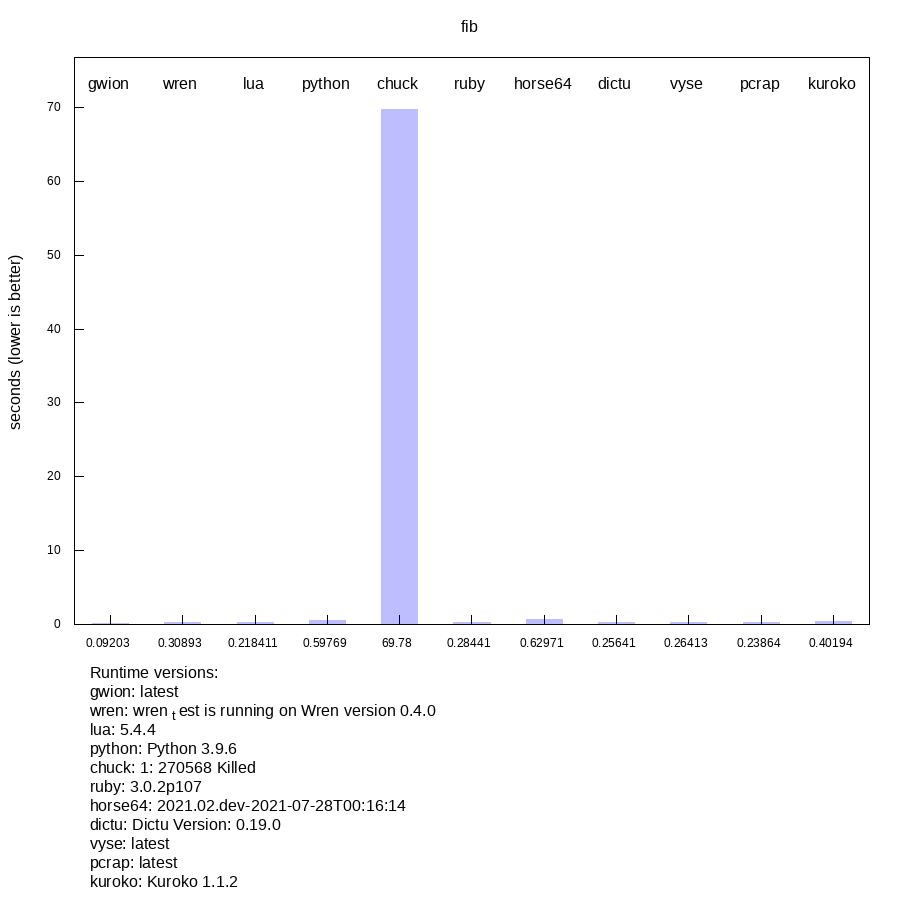 fib
gwion wren lua python chuck ruby horse64 dictu vyse pcrap kuroko
70
60
50
40
30
20
10
0
seconds (lower is better)
0.09203 0.30893 0.218411 0.59769 69.78 0.28441 0.62971 0.25641 0.26413 0.23864 0.40194
Runtime versions:
gwion: latest
wren: wren t est is running on Wren version 0.4.0
lua: 5.4.4
python: Python 3.9.6
chuck: 1: 270568 Killed
ruby: 3.0.2p107
horse64: 2021.02.dev-2021-07-28T00:16:14
dictu: Dictu Version: 0.19.0
vyse: latest
pcrap: latest
kuroko: Kuroko 1.1.2